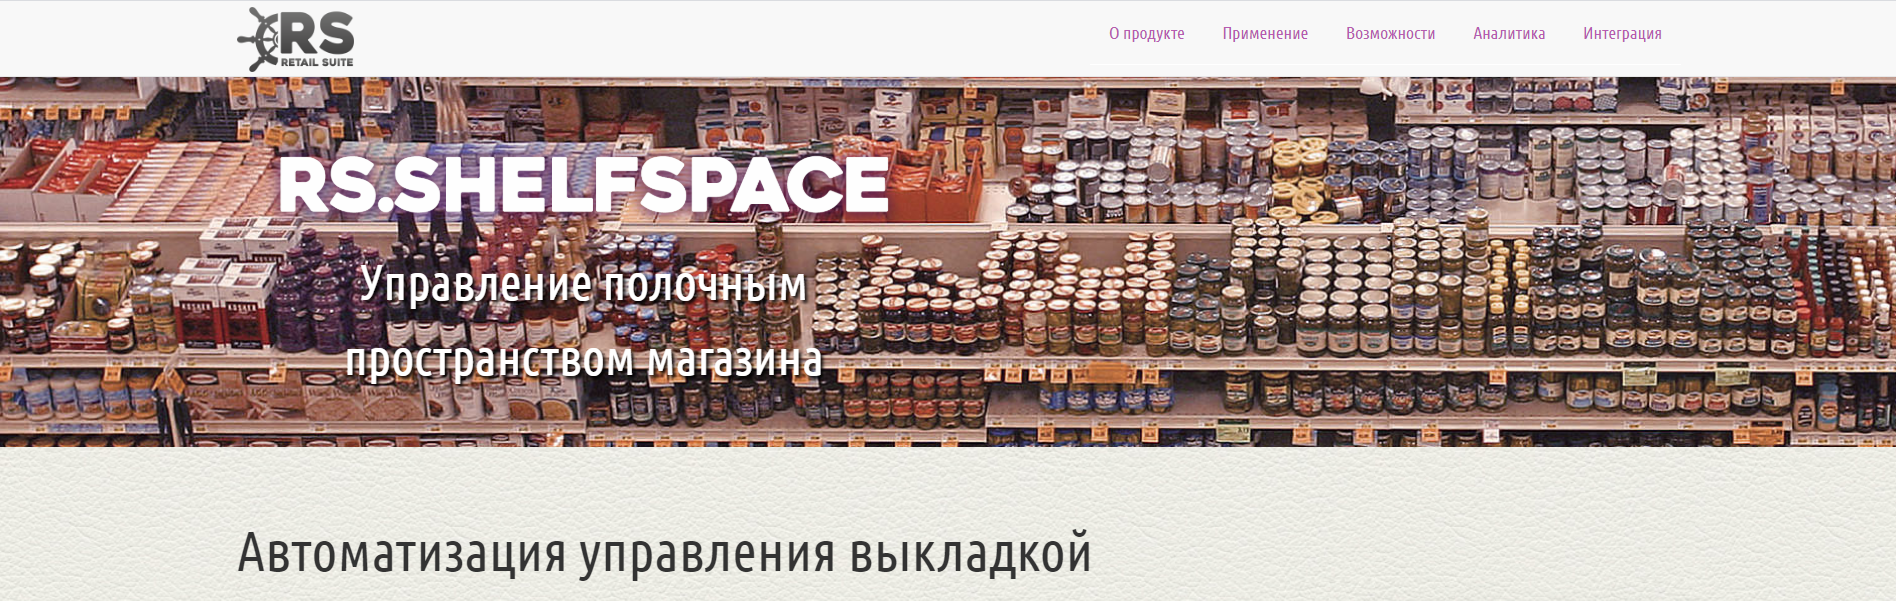 RS
RETAIL SUITE
О продукте
Применение
Возможности
Аналитика
Интеграция
RS.SHELFSPACE
Управление полочным
пространством магазина
Автоматизация управления выкладкой